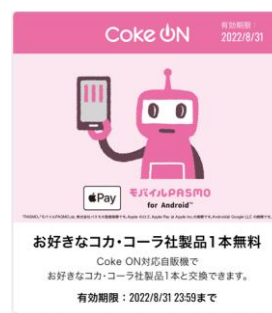 Coke ON
有効期限
2022/8/31
Pay
モバイルPASMO
for Android™
お好きなコカ・コーラ社製品1本無料
Coke ON対応自販機で
お好きなコカ・コーラ社製品1本と交換できます。
有効期限：2022/8/31 23:59まで